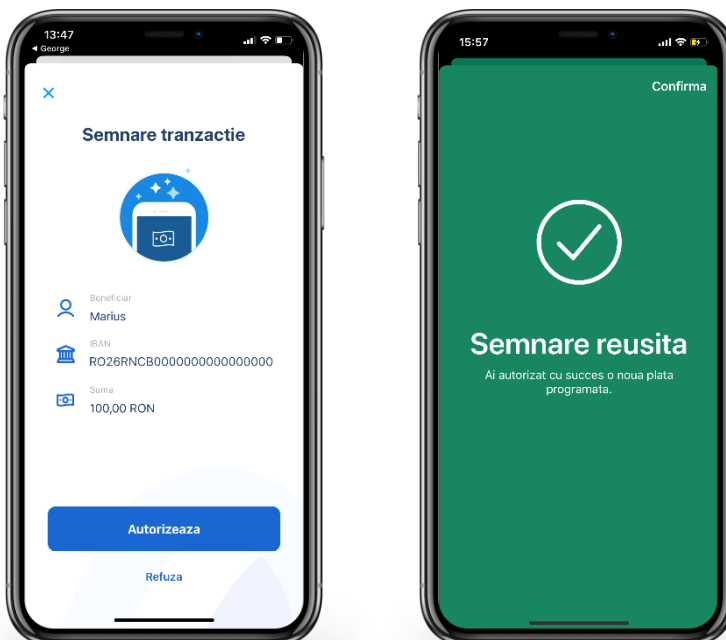 13:47
George
Semnare tranzactie
Beneficiar
Marius
IBAN
RO26RNCB0000000000000000
Suma
100,00 RON
Autorizeaza
Refuza
15:57
Confirma
Semnare reusita
Ai autorizat cu succes o noua plata
programata.